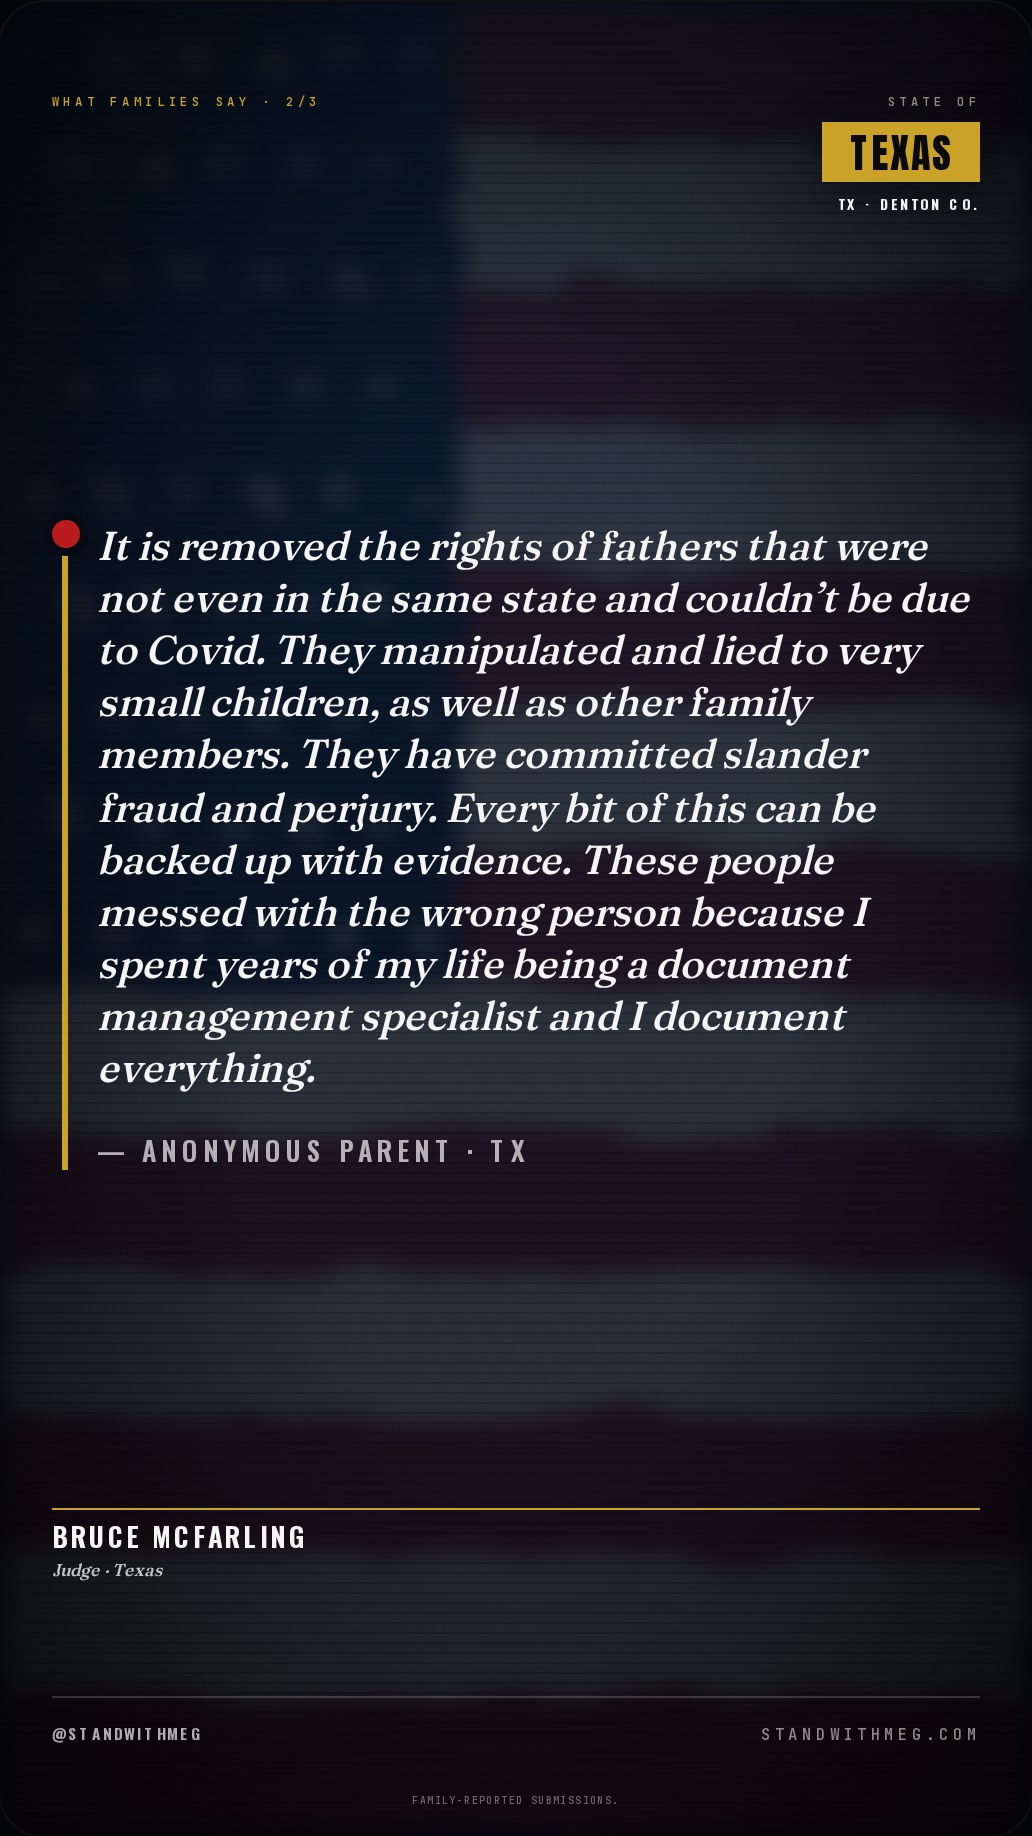 WHAT FAMILIES SAY · 2/3
STATE OF
TEXAS
TX · DENTON CO.
It is removed the rights of fathers that were
not even in the same state and couldn’t be due
to Covid. They manipulated and lied to very
small children, as well as other family
members. They have committed slander
fraud and perjury. Every bit of this can be
backed up with evidence. These people
messed with the wrong person because I
spent years of my life being a document
management specialist and I document
everything.
— ANONYMOUS PARENT · TX
BRUCE MCFARLING
Judge · Texas
@STANDWITHMEG
STANDWITHMEG.COM
FAMILY-REPORTED SUBMISSIONS.